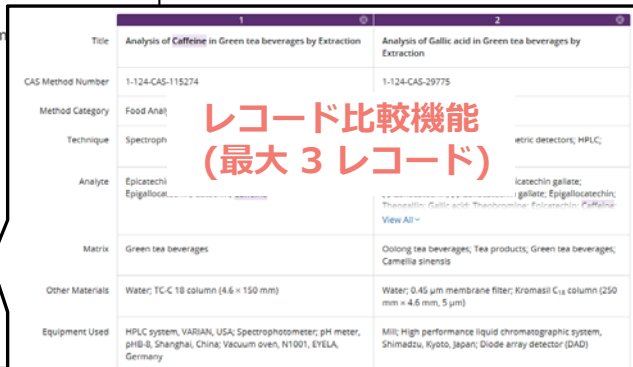 1 2
Title Analysis of Caffeine in Green tea beverages by Extraction Analysis of Gallic acid in Green tea beverages by
Extraction
CAS Method Number 1-124-CAS-115274 1-124-CAS-29775
Method Category Food
レコード比較機能
(最大 3 レコード)
Technique detectors; HPLC;
Analyte gallate;
gallate; Epigallocatechin;
Theogallin; Gallic acid; Theobromine; Epicatechin; Caffeine
View All
Matrix Green tea beverages Oolong tea beverages; Tea products; Green tea beverages;
Camellia sinensis
Other Materials Water; TC-C 18 column (4.6 × 150 mm) Water; 0.45 μm membrane filter; Kromasil C18 column (250
mm × 4.6 mm, 5 μm)
Equipment Used HPLC system, VARIAN, USA; Spectrophotometer; pH meter, Mill; High performance liquid chromatographic system,
pHB-8, Shanghai, China; Vacuum oven, N1001, EYELA, Shimadzu, Kyoto, Japan; Diode array detector (DAD)
Germany